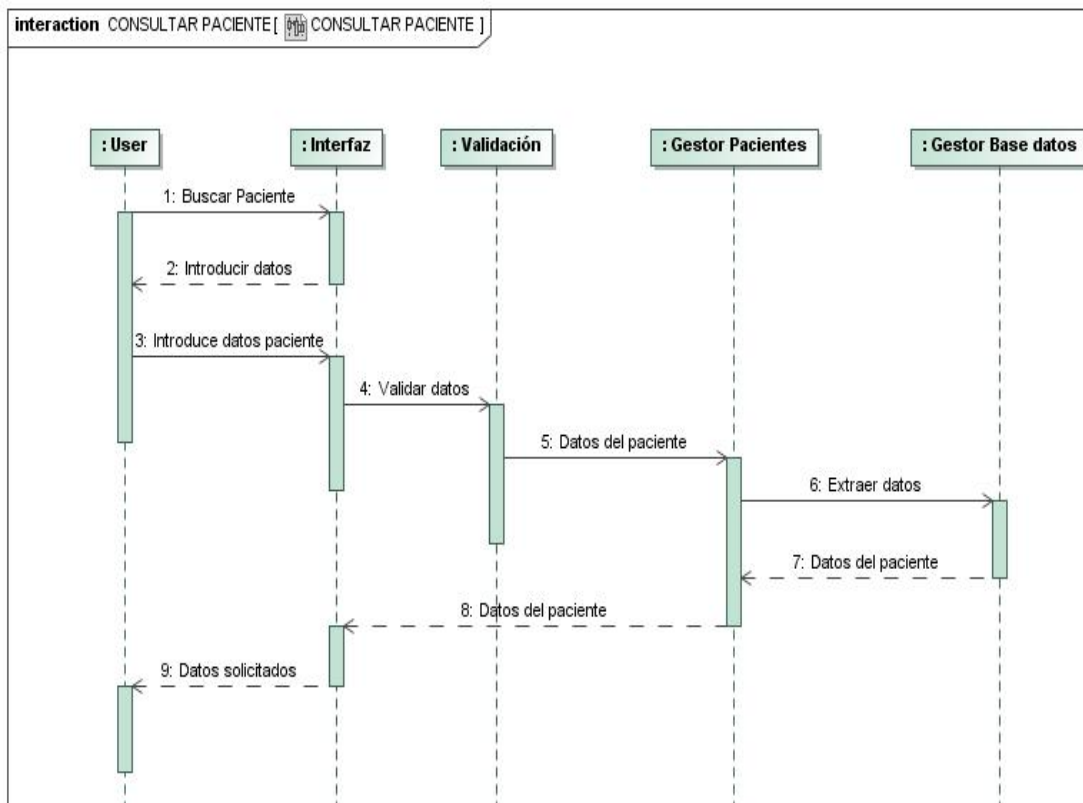 interaction CONSULTAR PACIENTE [ CONSULTAR PACIENTE ]
: User
: Interfaz
: Validación
: Gestor Pacientes
: Gestor Base datos
1: Buscar Paciente
2: Introducir datos
3: Introduce datos paciente
4: Validar datos
5: Datos del paciente
6: Extraer datos
7: Datos del paciente
8: Datos del paciente
9: Datos solicitados